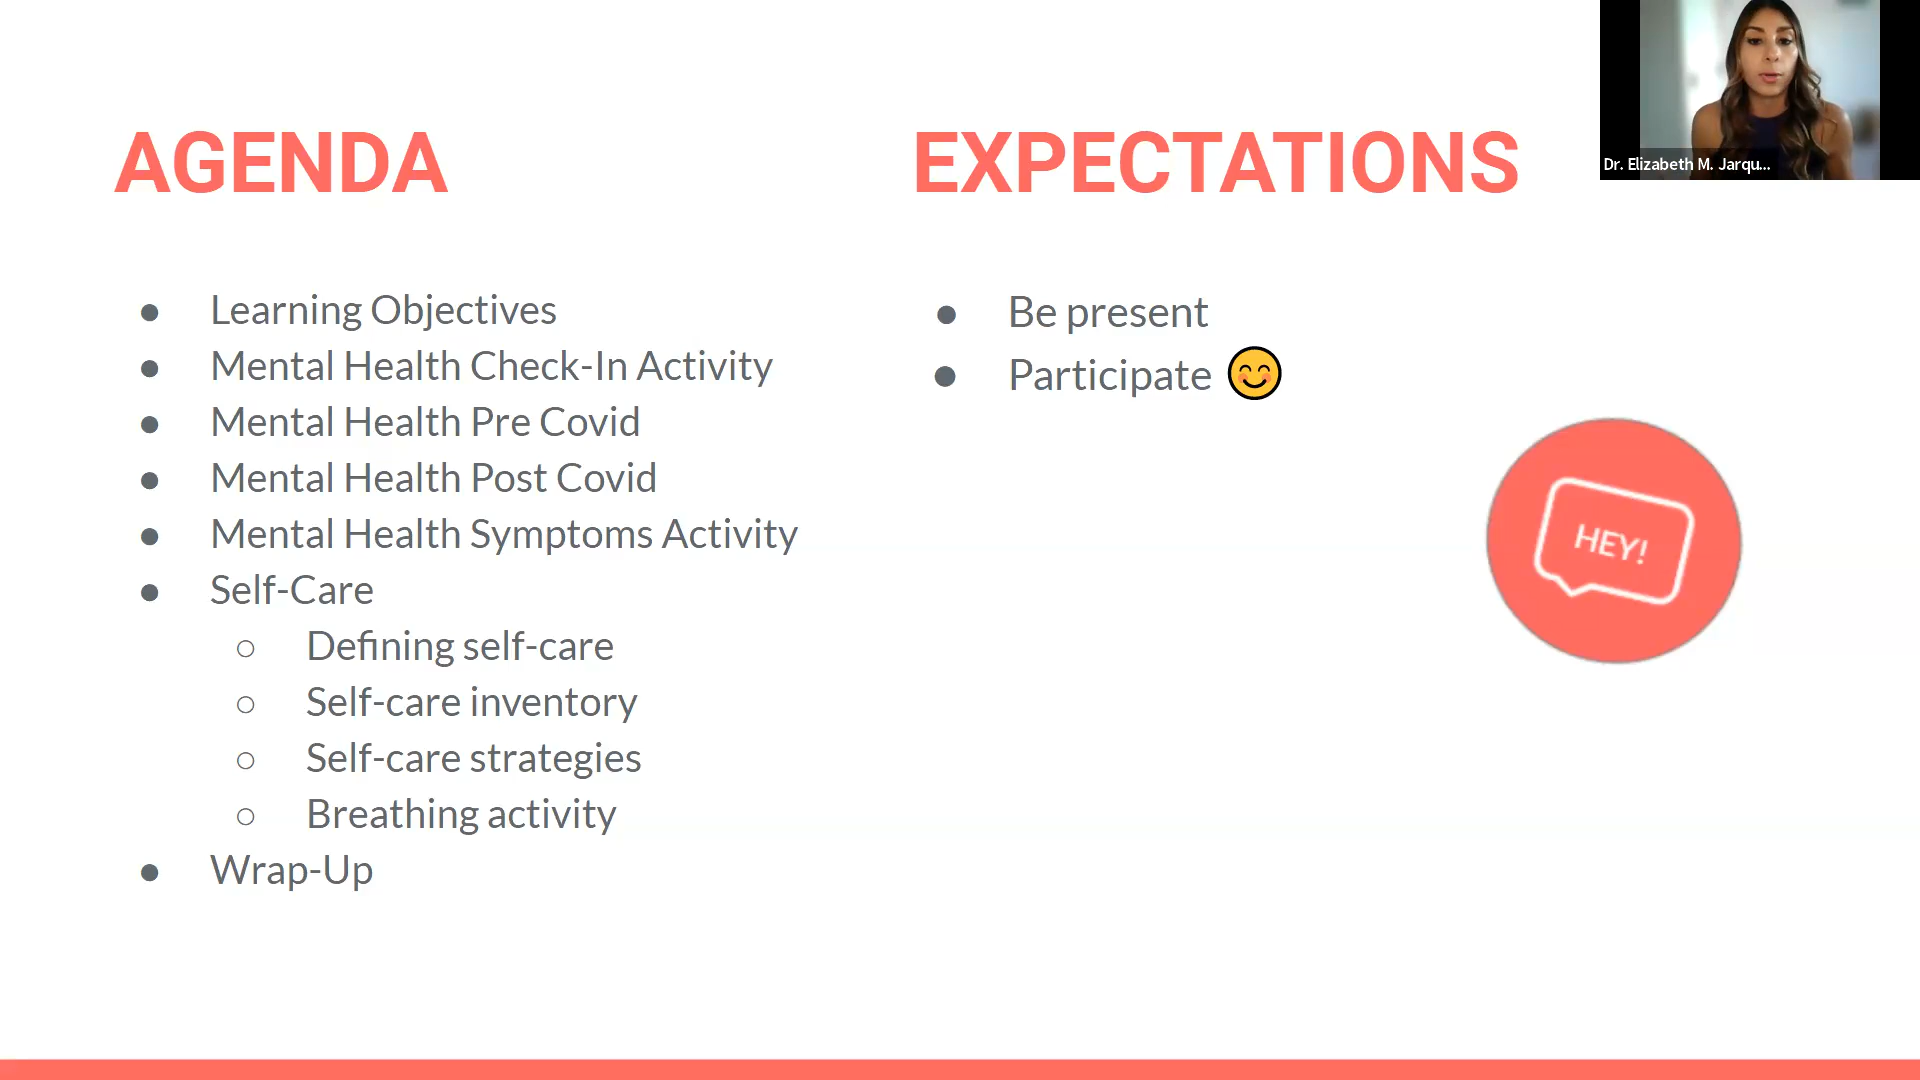 AGENDA
Learning Objectives
Mental Health Check-In Activity
Mental Health Pre Covid
Mental Health Post Covid
Mental Health Symptoms Activity
Self-Care
Defining self-care
Self-care inventory
Self-care strategies
Breathing activity
Wrap-Up
EXPECTATIONS
Be present
Participate 😊
HEY!
Dr. Elizabeth M. Jarqu...